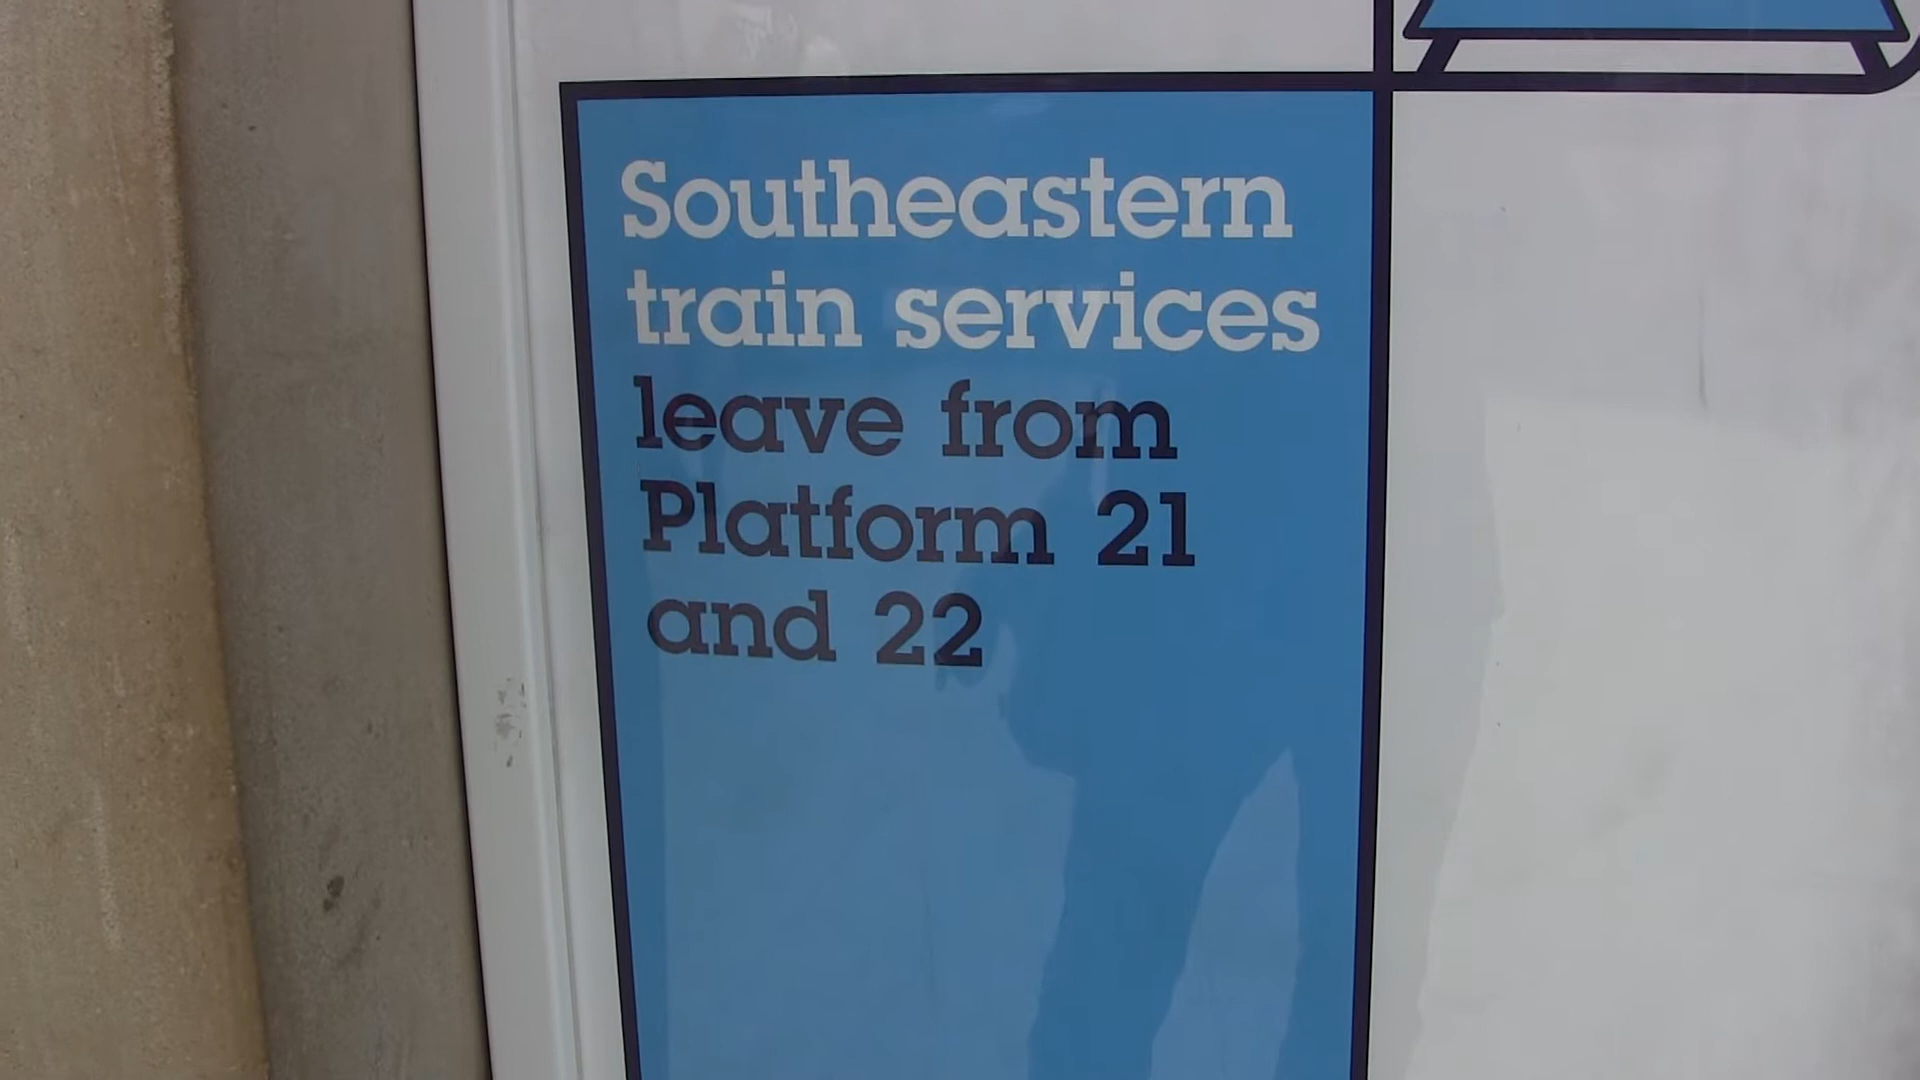 Southeastern
train services
leave from
Platform 21
and 22